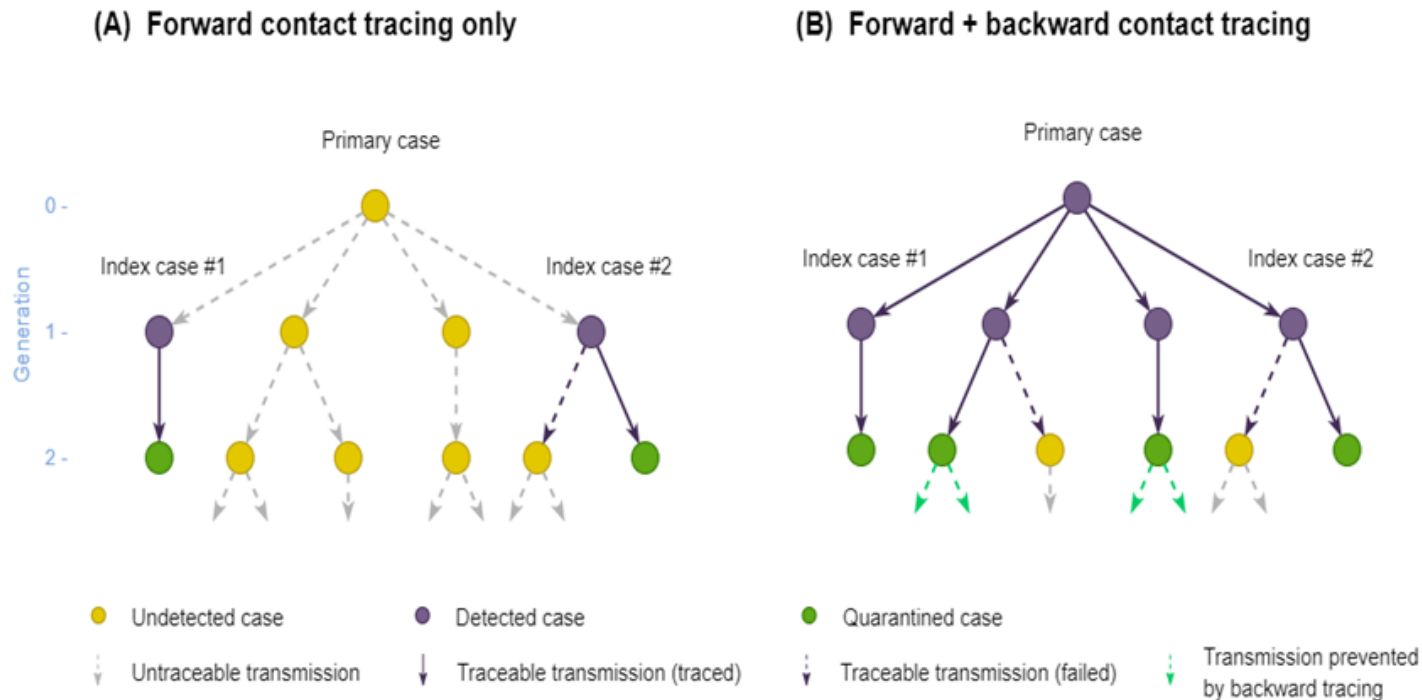 (A) Forward contact tracing only
(B) Forward + backward contact tracing
Primary case
Primary case
0 -
Index case #1
Index case #2
Index case #1
Index case #2
Generation
1 -
2 -
Undetected case
Detected case
Quarantined case
Untraceable transmission
Traceable transmission (traced)
Traceable transmission (failed)
Transmission prevented
by backward tracing